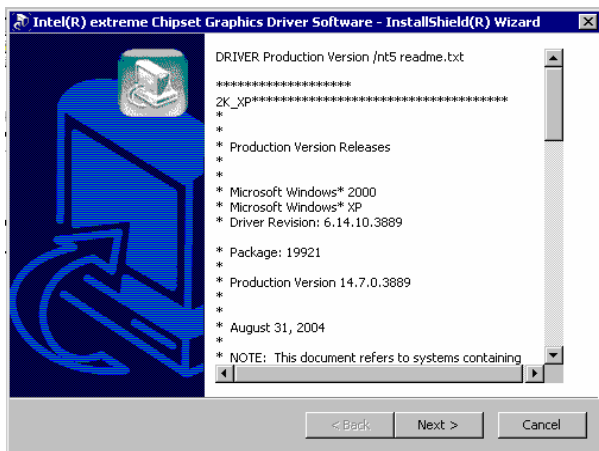 Intel(R) extreme Chipset Graphics Driver Software - InstallShield(R) Wizard
DRIVER Production Version /nt5 readme.txt
*******************
2K_XP************************************
*
*
* Production Version Releases
*
*
* Microsoft Windows* 2000
* Microsoft Windows* XP
* Driver Revision: 6.14.10.3889
* Package: 19921
*
* Production Version 14.7.0.3889
*
*
* August 31, 2004
*
* NOTE: This document refers to systems containing
< Back
Next >
Cancel